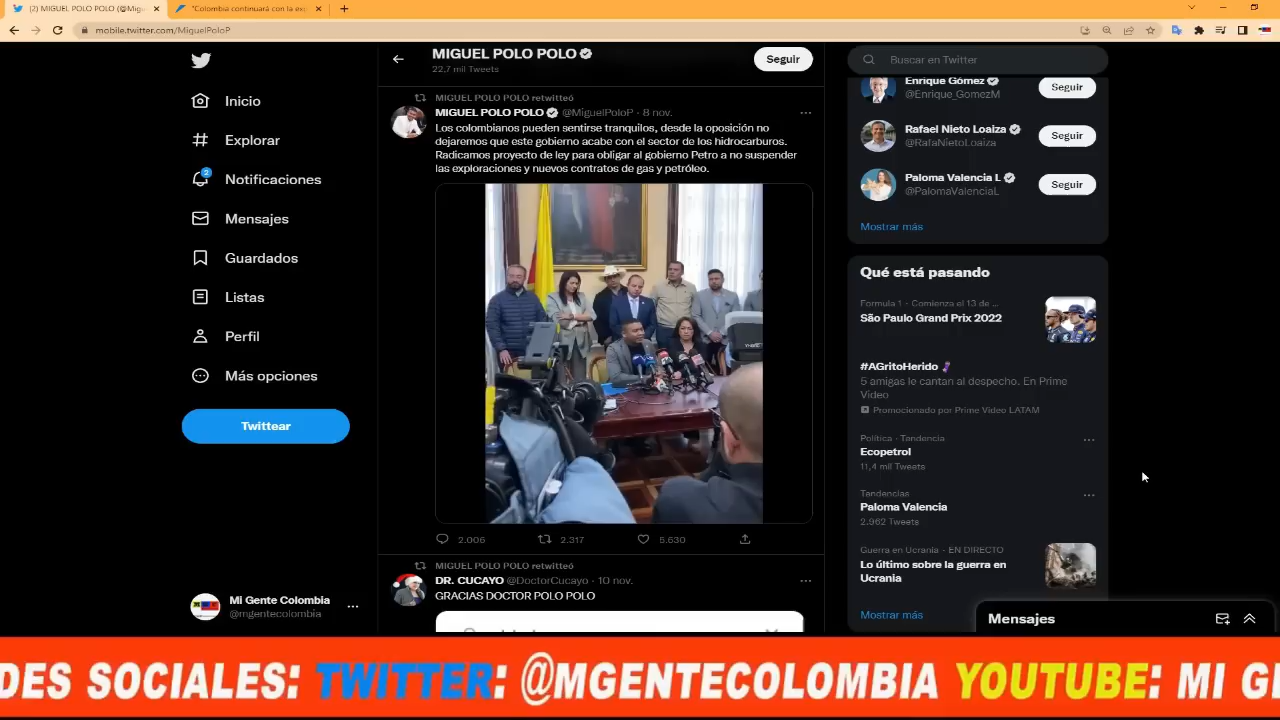 (2) MIGUEL POLO POLO (@Migu
"Colombia continuará con la ex
mobile.twitter.com/MiguelPoloP
Inicio
Explorar
2
Notificaciones
Mensajes
Guardados
Listas
Perfil
Más opciones
Twittear
Mi Gente Colombia
@mgentecolombia
MIGUEL POLO POLO
22,7 mil Tweets
Seguir
MIGUEL POLO POLO retwitteó
MIGUEL POLO POLO @MiguelPoloP · 8 nov.
Los colombianos pueden sentirse tranquilos, desde la oposición no
dejaremos que este gobierno acabe con el sector de los hidrocarburos.
Radicamos proyecto de ley para obligar al gobierno Petro a no suspender
las exploraciones y nuevos contratos de gas y petróleo.
2.006
2.317
5.630
MIGUEL POLO POLO retwitteó
DR. CUCAYO @DoctorCucayo · 10 nov.
GRACIAS DOCTOR POLO POLO
Buscar en Twitter
Enrique Gómez
@Enrique_GomezM
Seguir
Rafael Nieto Loaiza
@RafaNietoLoaiza
Seguir
Paloma Valencia L
@PalomaValenciaL
Seguir
Mostrar más
Qué está pasando
Formula 1 · Comienza el 13 de ...
São Paulo Grand Prix 2022
#AGritoHerido
5 amigas le cantan al despecho. En Prime
Video
Promocionado por Prime Video LATAM
Política · Tendencia
Ecopetrol
11,4 mil Tweets
Tendencias
Paloma Valencia
2.962 Tweets
Guerra en Ucrania · EN DIRECTO
Lo último sobre la guerra en
Ucrania
Mostrar más
Mensajes
DES SOCIALES: TWITTER: @MGENTECOLOMBIA YOUTUBE: MI GE